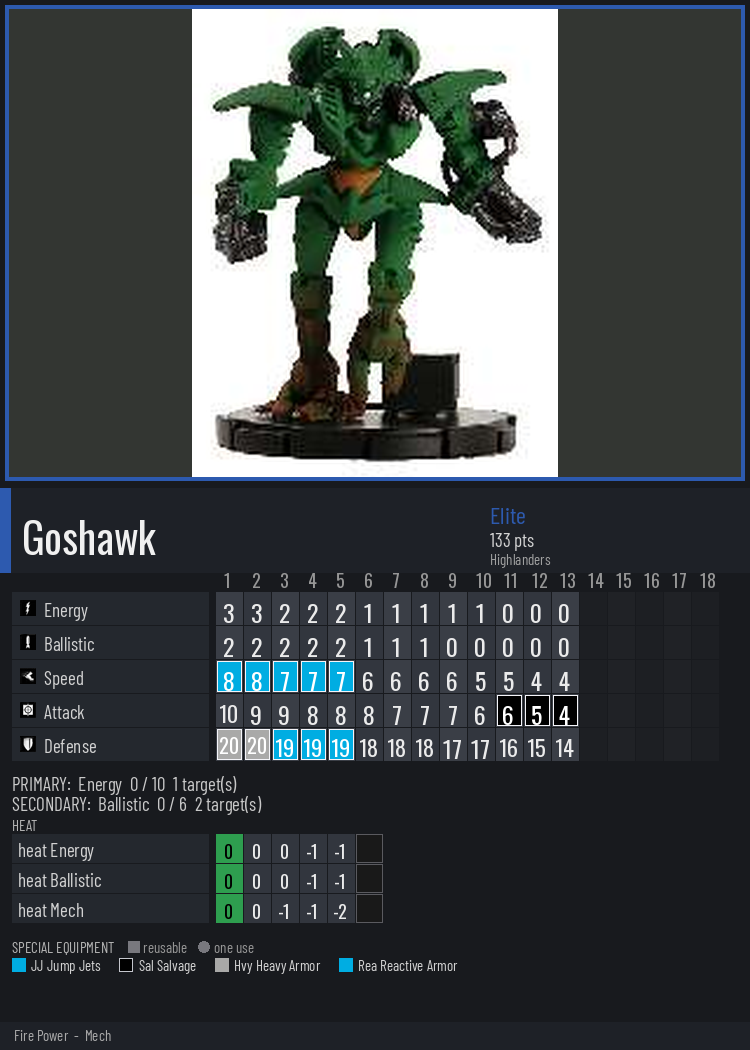 Goshawk
Elite
133 pts
Highlanders
1 2 3 4 5 6 7 8 9 10 11 12 13 14 15 16 17 18
Energy 3 3 2 2 2 1 1 1 1 1 0 0 0
Ballistic 2 2 2 2 2 1 1 1 0 0 0 0 0
Speed 8 8 7 7 7 6 6 6 6 5 5 4 4
Attack 10 9 9 8 8 8 7 7 7 6 6 5 4
Defense 20 20 19 19 19 18 18 18 17 17 16 15 14
PRIMARY: Energy 0 / 10 1 target(s)
SECONDARY: Ballistic 0 / 6 2 target(s)
HEAT
heat Energy 0 0 0 -1 -1
heat Ballistic 0 0 0 -1 -1
heat Mech 0 0 -1 -1 -2
SPECIAL EQUIPMENT reusable one use
JJ Jump Jets Sal Salvage Hvy Heavy Armor Rea Reactive Armor
Fire Power - Mech